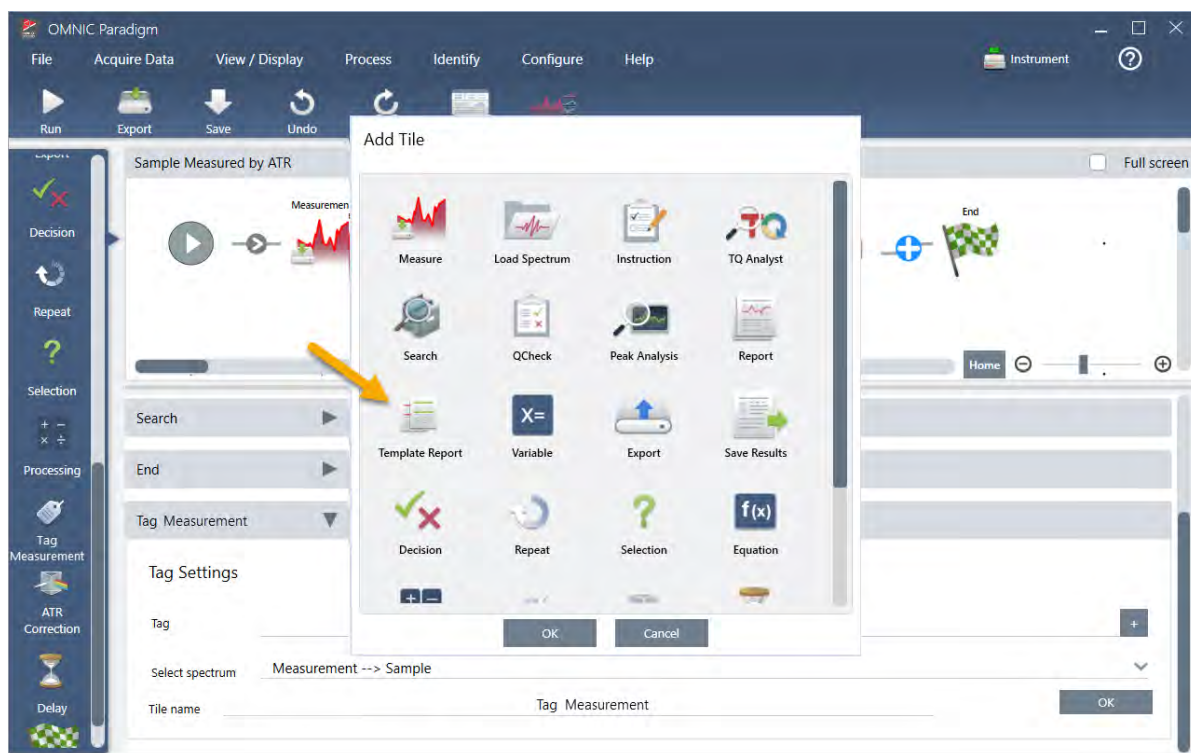 OMNIC Paradigm
File Acquire Data View / Display Process Identify Configure Help Instrument
Run Export Save Undo
Add Tile
Export
Sample Measured by ATR
Full screen
Decision
Repeat
Selection
Processing
Tag
Measurement
ATR
Correction
Delay
Measuremen
End
Measure Load Spectrum Instruction TQ Analyst
Search QCheck Peak Analysis Report
Template Report Variable Export Save Results
X=
Decision Repeat Selection Equation
f(x)
OK Cancel
Home
Search
End
Tag Measurement
Tag Settings
Tag +
Select spectrum Measurement --> Sample
Tile name Tag Measurement OK